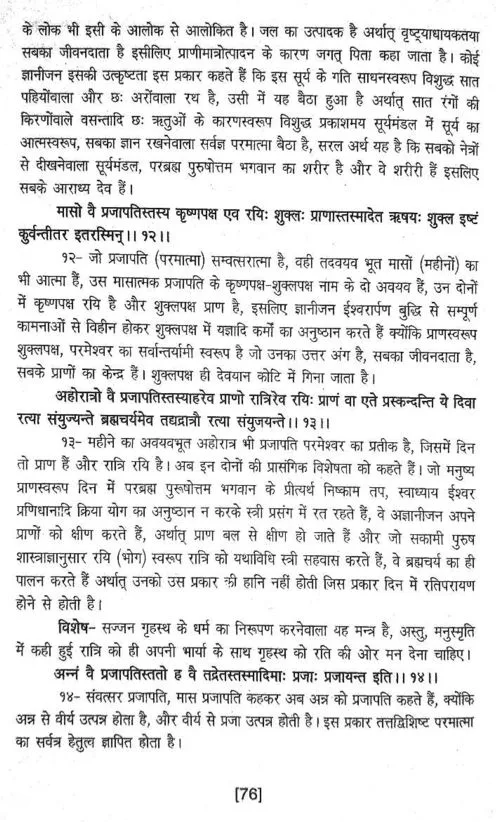 के लोक भी इसी के आलोक से आलोकित है। जल का उत्पादक है अर्थात् वृष्ट्याधायकतया
सबका जीवनदाता है इसीलिए प्राणीमात्रोत्पादन के कारण जगत् पिता कहा जाता है। कोई
ज्ञानीजन इसकी उत्कृष्टता इस प्रकार कहते हैं कि इस सूर्य के गति साधनस्वरूप विशुद्ध सात
पहियोंवाला और छः अरोंवाला रथ है, उसी में यह बैठा हुआ है अर्थात् सात रंगों की
किरणोंवाले वसन्तादि छः ऋतुओं के कारणस्वरूप विशुद्ध प्रकाशमय सूर्यमंडल में सूर्य का
आत्मस्वरूप, सबका ज्ञान रखनेवाला सर्वज्ञ परमात्मा बैठा है, सरल अर्थ यह है कि सबको नेत्रों
से दीखनेवाला सूर्यमंडल, परब्रह्म पुरुषोत्तम भगवान का शरीर है और वे शरीरी हैं इसलिए
सबके आराध्य देव हैं।
मासो वै प्रजापतिस्तस्य कृष्णपक्ष एव रयिः शुक्लः प्राणास्तस्मादेत ऋषयः शुक्ल इष्टं
कुर्वन्तीतर इतरस्मिन्।। १२।।
१२- जो प्रजापति (परमात्मा) सम्वत्सरात्मा है, वही तदवयव भूत मासों (महीनों) का
भी आत्मा हैं, उस मासात्मक प्रजापति के कृष्णपक्ष-शुक्लपक्ष नाम के दो अवयव हैं, उन दोनों
में कृष्णपक्ष रयि है और शुक्लपक्ष प्राण है, इसलिए ज्ञानीजन ईश्वरार्पण बुद्धि से सम्पूर्ण
कामनाओं से विहीन होकर शुक्लपक्ष में यज्ञादि कर्मों का अनुष्ठान करते हैं क्योंकि प्राणस्वरूप
शुक्लपक्ष, परमेश्वर का सर्वान्तर्यामी स्वरूप है जो उनका उत्तर अंग है, सबका जीवनदाता है,
सबके प्राणों का केन्द्र हैं। शुक्लपक्ष ही देवयान कोटि में गिना जाता है।
अहोरात्रो वै प्रजापतिस्तस्याहरेव प्राणो रात्रिरेव रयिः प्राणं वा एते प्रस्कन्दन्ति ये दिवा
रत्या संयुज्यन्ते ब्रह्मचर्यमेव तद्यद्रात्रौ रत्या संयुजयन्ते।। १३।।
१३- महीने का अवयवभूत अहोरात्र भी प्रजापति परमेश्वर का प्रतीक है, जिसमें दिन
तो प्राण हैं और रात्रि रयि है। अब इन दोनों की प्रासंगिक विशेषता को कहते हैं। जो मनुष्य
प्राणस्वरूप दिन में परब्रह्म पुरुषोत्तम भगवान के प्रीत्यर्थ निष्काम तप, स्वाध्याय ईश्वर
प्रणिधानादि क्रिया योग का अनुष्ठान न करके स्त्री प्रसंग में रत रहते हैं, वे अज्ञानीजन अपने
प्राणों को क्षीण करते हैं, अर्थात् प्राण बल से क्षीण हो जाते हैं और जो सकामी पुरुष
शास्त्राज्ञानुसार रयि (भोग) स्वरूप रात्रि को यथाविधि स्त्री सहवास करते हैं, वे ब्रह्मचर्य का ही
पालन करते हैं अर्थात् उनको उस प्रकार की हानि नहीं होती जिस प्रकार दिन में रतिपरायण
होने से होती है।
विशेष- सज्जन गृहस्थ के धर्म का निरूपण करनेवाला यह मन्त्र है, अस्तु, मनुस्मृति
में कही हुई रात्रि को ही अपनी भार्या के साथ गृहस्थ को रति की ओर मन देना चाहिए।
अन्नं वै प्रजापतिस्ततो ह वै तद्रेतस्तस्मादिमाः प्रजाः प्रजायन्त इति।। १४।।
१४- संवत्सर प्रजापति, मास प्रजापति कहकर अब अन्न को प्रजापति कहते हैं, क्योंकि
अन्न से वीर्य उत्पन्न होता है, और वीर्य से प्रजा उत्पन्न होती है। इस प्रकार तत्तद्विशिष्ट परमात्मा
का सर्वत्र हेतुत्व ज्ञापित होता है।
[76]